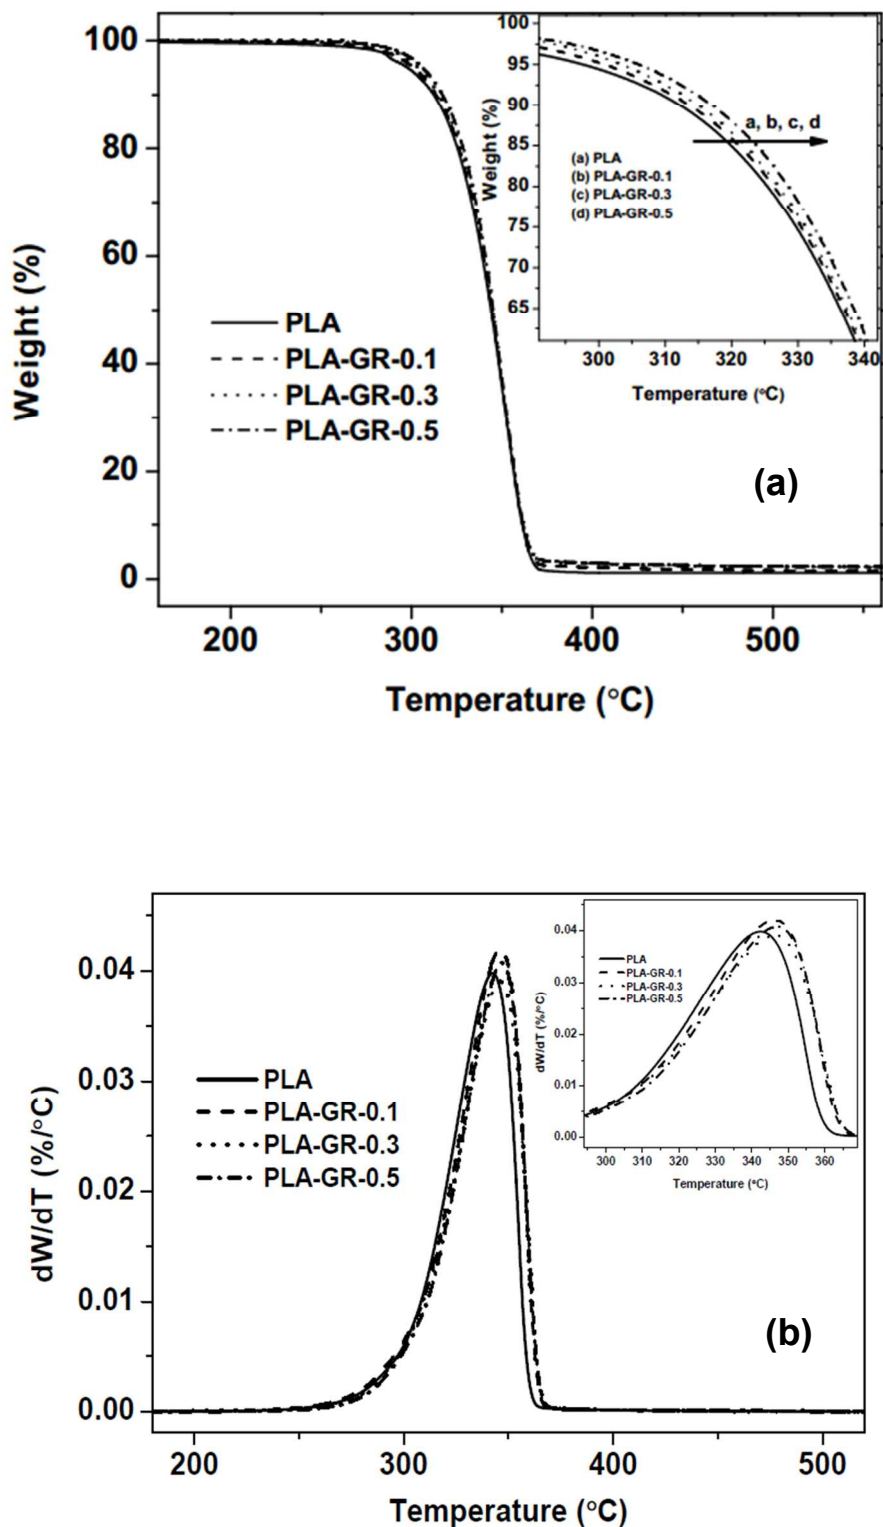 100
80
60
40
20
0
Weight (%)
PLA
PLA-GR-0.1
PLA-GR-0.3
PLA-GR-0.5
200
300
400
500
Temperature (°C)
(a)
100
95
90
85
80
75
70
65
Weight (%)
a, b, c, d
(a) PLA
(b) PLA-GR-0.1
(c) PLA-GR-0.3
(d) PLA-GR-0.5
300
310
320
330
340
Temperature (°C)
0.04
0.03
0.02
0.01
0.00
dW/dT (%/°C)
PLA
PLA-GR-0.1
PLA-GR-0.3
PLA-GR-0.5
200
300
400
500
Temperature (°C)
(b)
0.04
0.03
0.02
0.01
0.00
dW/dT (%/°C)
PLA
PLA-GR-0.1
PLA-GR-0.3
PLA-GR-0.5
300
310
320
330
340
350
360
Temperature (°C)